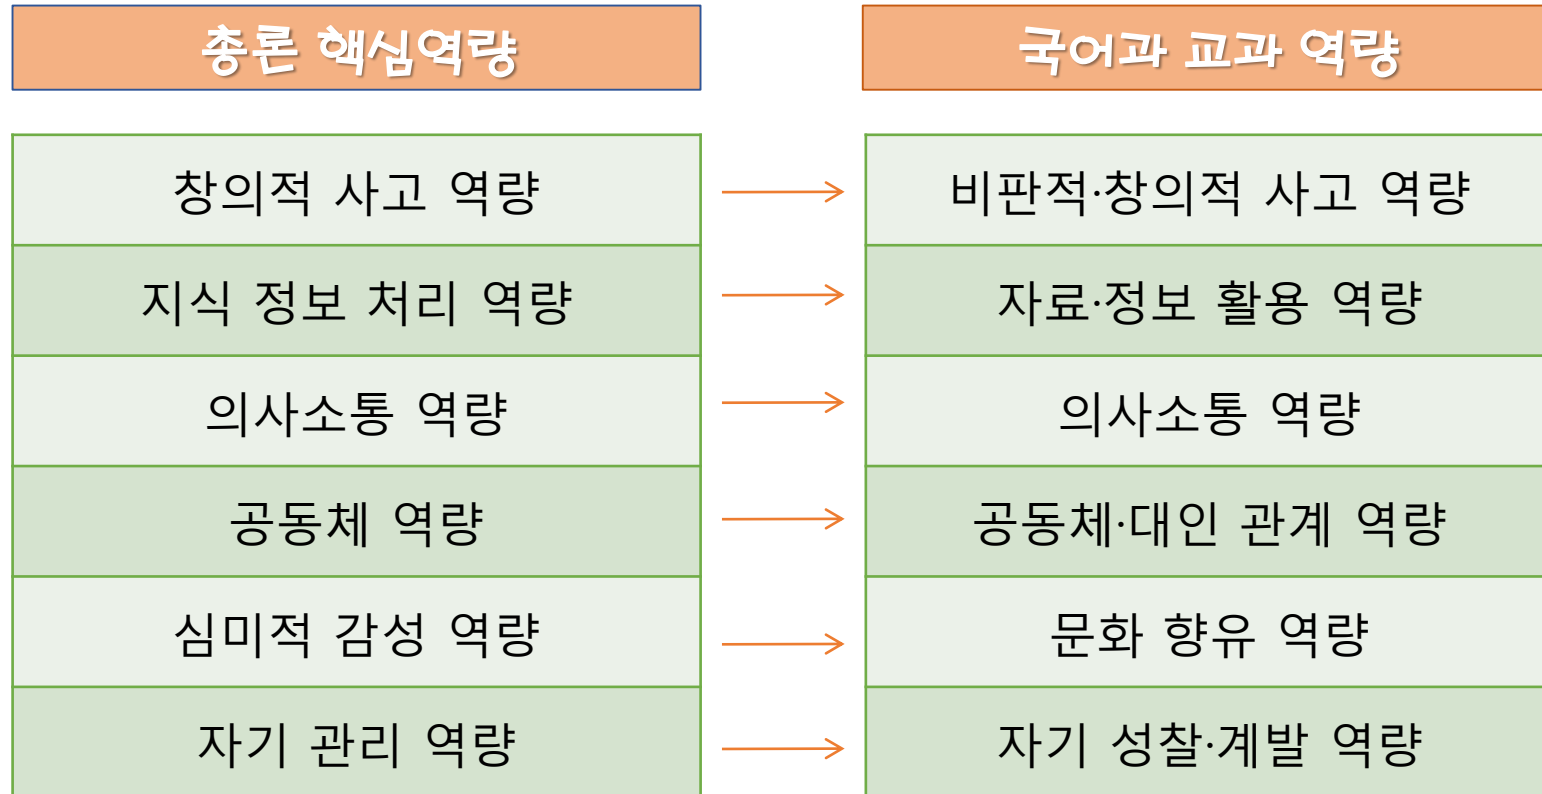 총론 핵심역량
국어과 교과 역량
창의적 사고 역량
비판적·창의적 사고 역량
지식 정보 처리 역량
자료·정보 활용 역량
의사소통 역량
의사소통 역량
공동체 역량
공동체·대인 관계 역량
심미적 감성 역량
문화 향유 역량
자기 관리 역량
자기 성찰·계발 역량